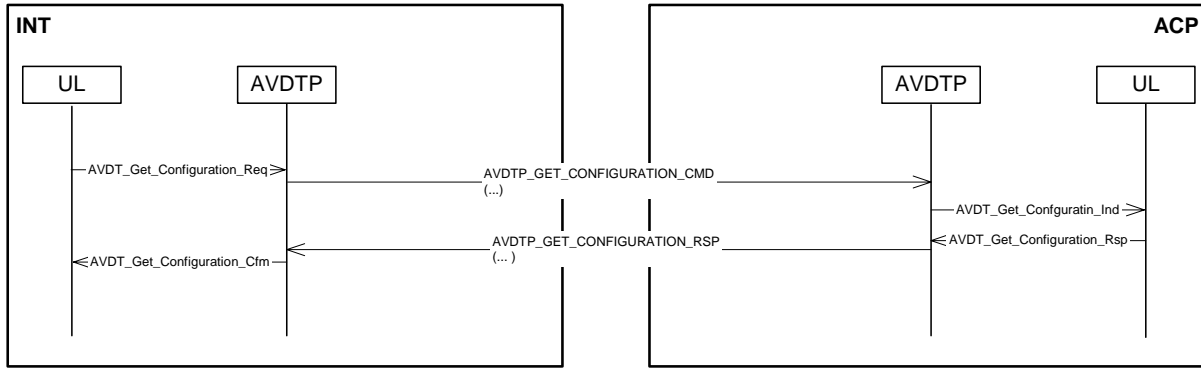 INT
ACP
UL
AVDTP
AVDTP
UL
AVDT_Get_Configuration_Req
AVDTP_GET_CONFIGURATION_CMD
(...)
AVDT_Get_Confguratin_Ind
AVDTP_GET_CONFIGURATION_RSP
(... )
AVDT_Get_Configuration_Rsp
AVDT_Get_Configuration_Cfm